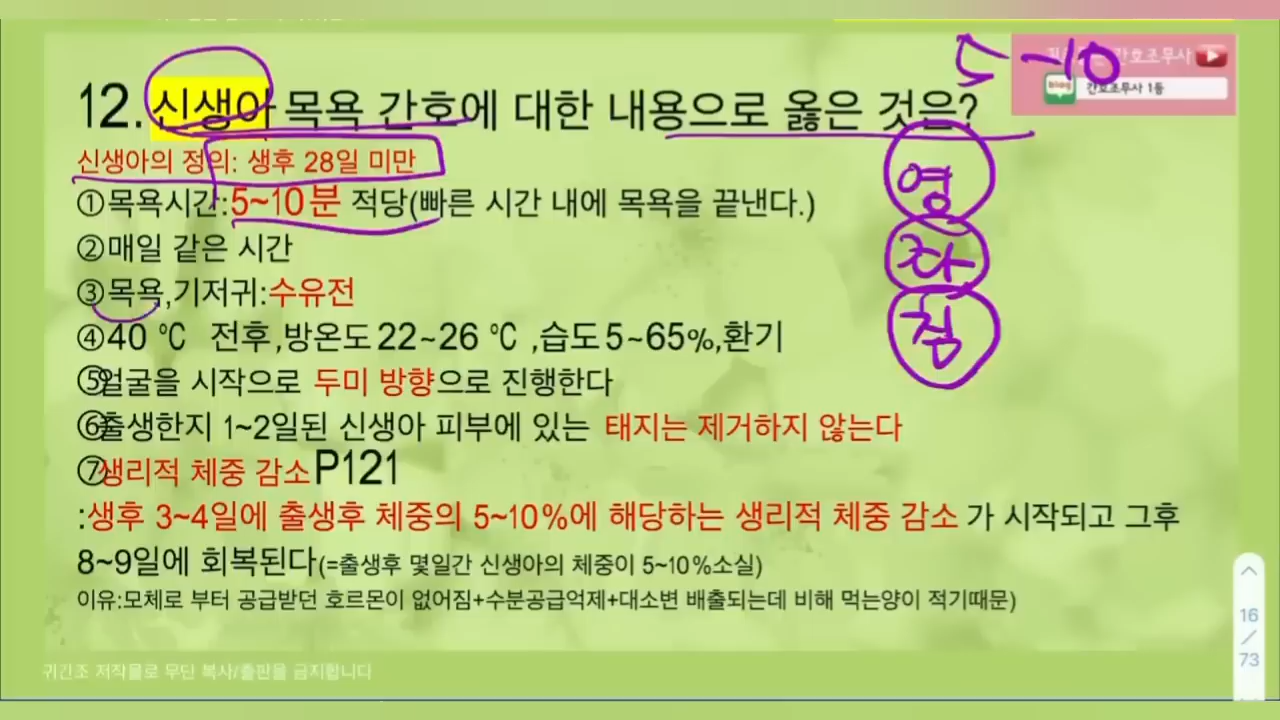 5-10
간호조무사
blog
간호조무사 1등
12. 신생아 목욕 간호에 대한 내용으로 옳은 것은?
신생아의 정의: 생후 28일 미만
①목욕시간:5~10분 적당(빠른 시간 내에 목욕을 끝낸다.)
②매일 같은 시간
③목욕,기저귀:수유전
④40 ℃ 전후,방온도 22~26 ℃ ,습도 5~65%,환기
⑤얼굴을 시작으로 두미 방향으로 진행한다
⑥출생한지 1~2일된 신생아 피부에 있는 태지는 제거하지 않는다
⑦생리적 체중 감소P121
:생후 3~4일에 출생후 체중의 5~10%에 해당하는 생리적 체중 감소 가 시작되고 그후
8~9일에 회복된다(=출생후 몇일간 신생아의 체중이 5~10%소실)
이유:모체로 부터 공급받던 호르몬이 없어짐+수분공급억제+대소변 배출되는데 비해 먹는양이 적기때문)
영
좌
침
16
/
73
귀간조 저작물로 무단 복사/출판을 금지합니다